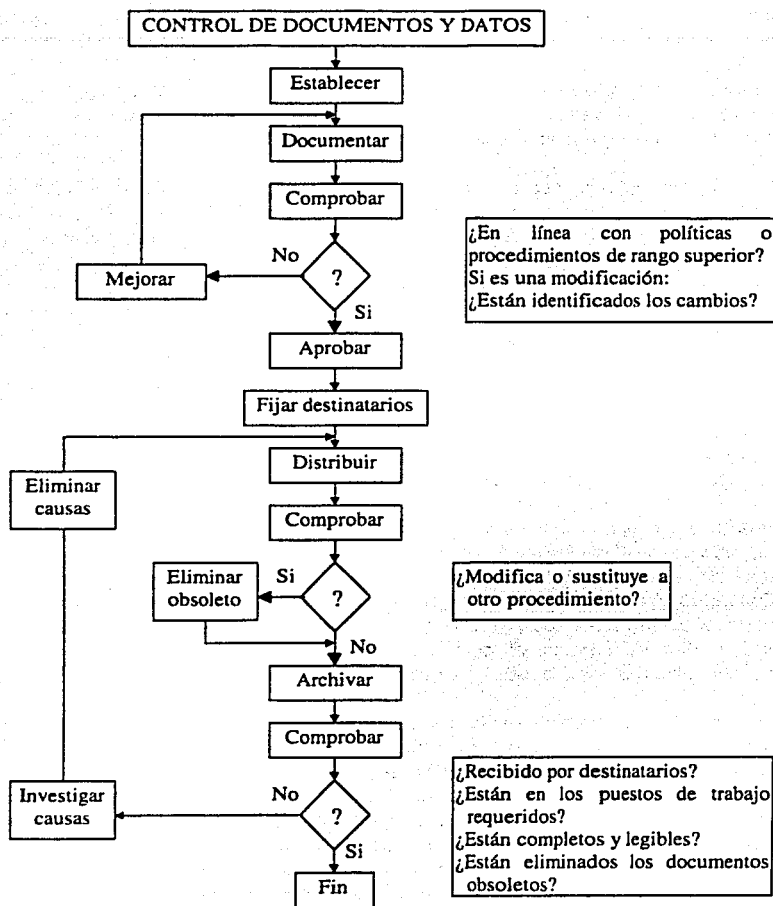 CONTROL DE DOCUMENTOS Y DATOS
Establecer
Documentar
Comprobar
No
?
Mejorar
Si
¿En línea con políticas o
procedimientos de rango superior?
Si es una modificación:
¿Están identificados los cambios?
Aprobar
Fijar destinatarios
Distribuir
Eliminar
causas
Comprobar
Eliminar
obsoleto
Si
?
¿Modifica o sustituye a
otro procedimiento?
No
Archivar
Comprobar
Investigar
causas
No
?
Si
¿Recibido por destinatarios?
¿Están en los puestos de trabajo
requeridos?
¿Están completos y legibles?
¿Están eliminados los documentos
obsoletos?
Fin